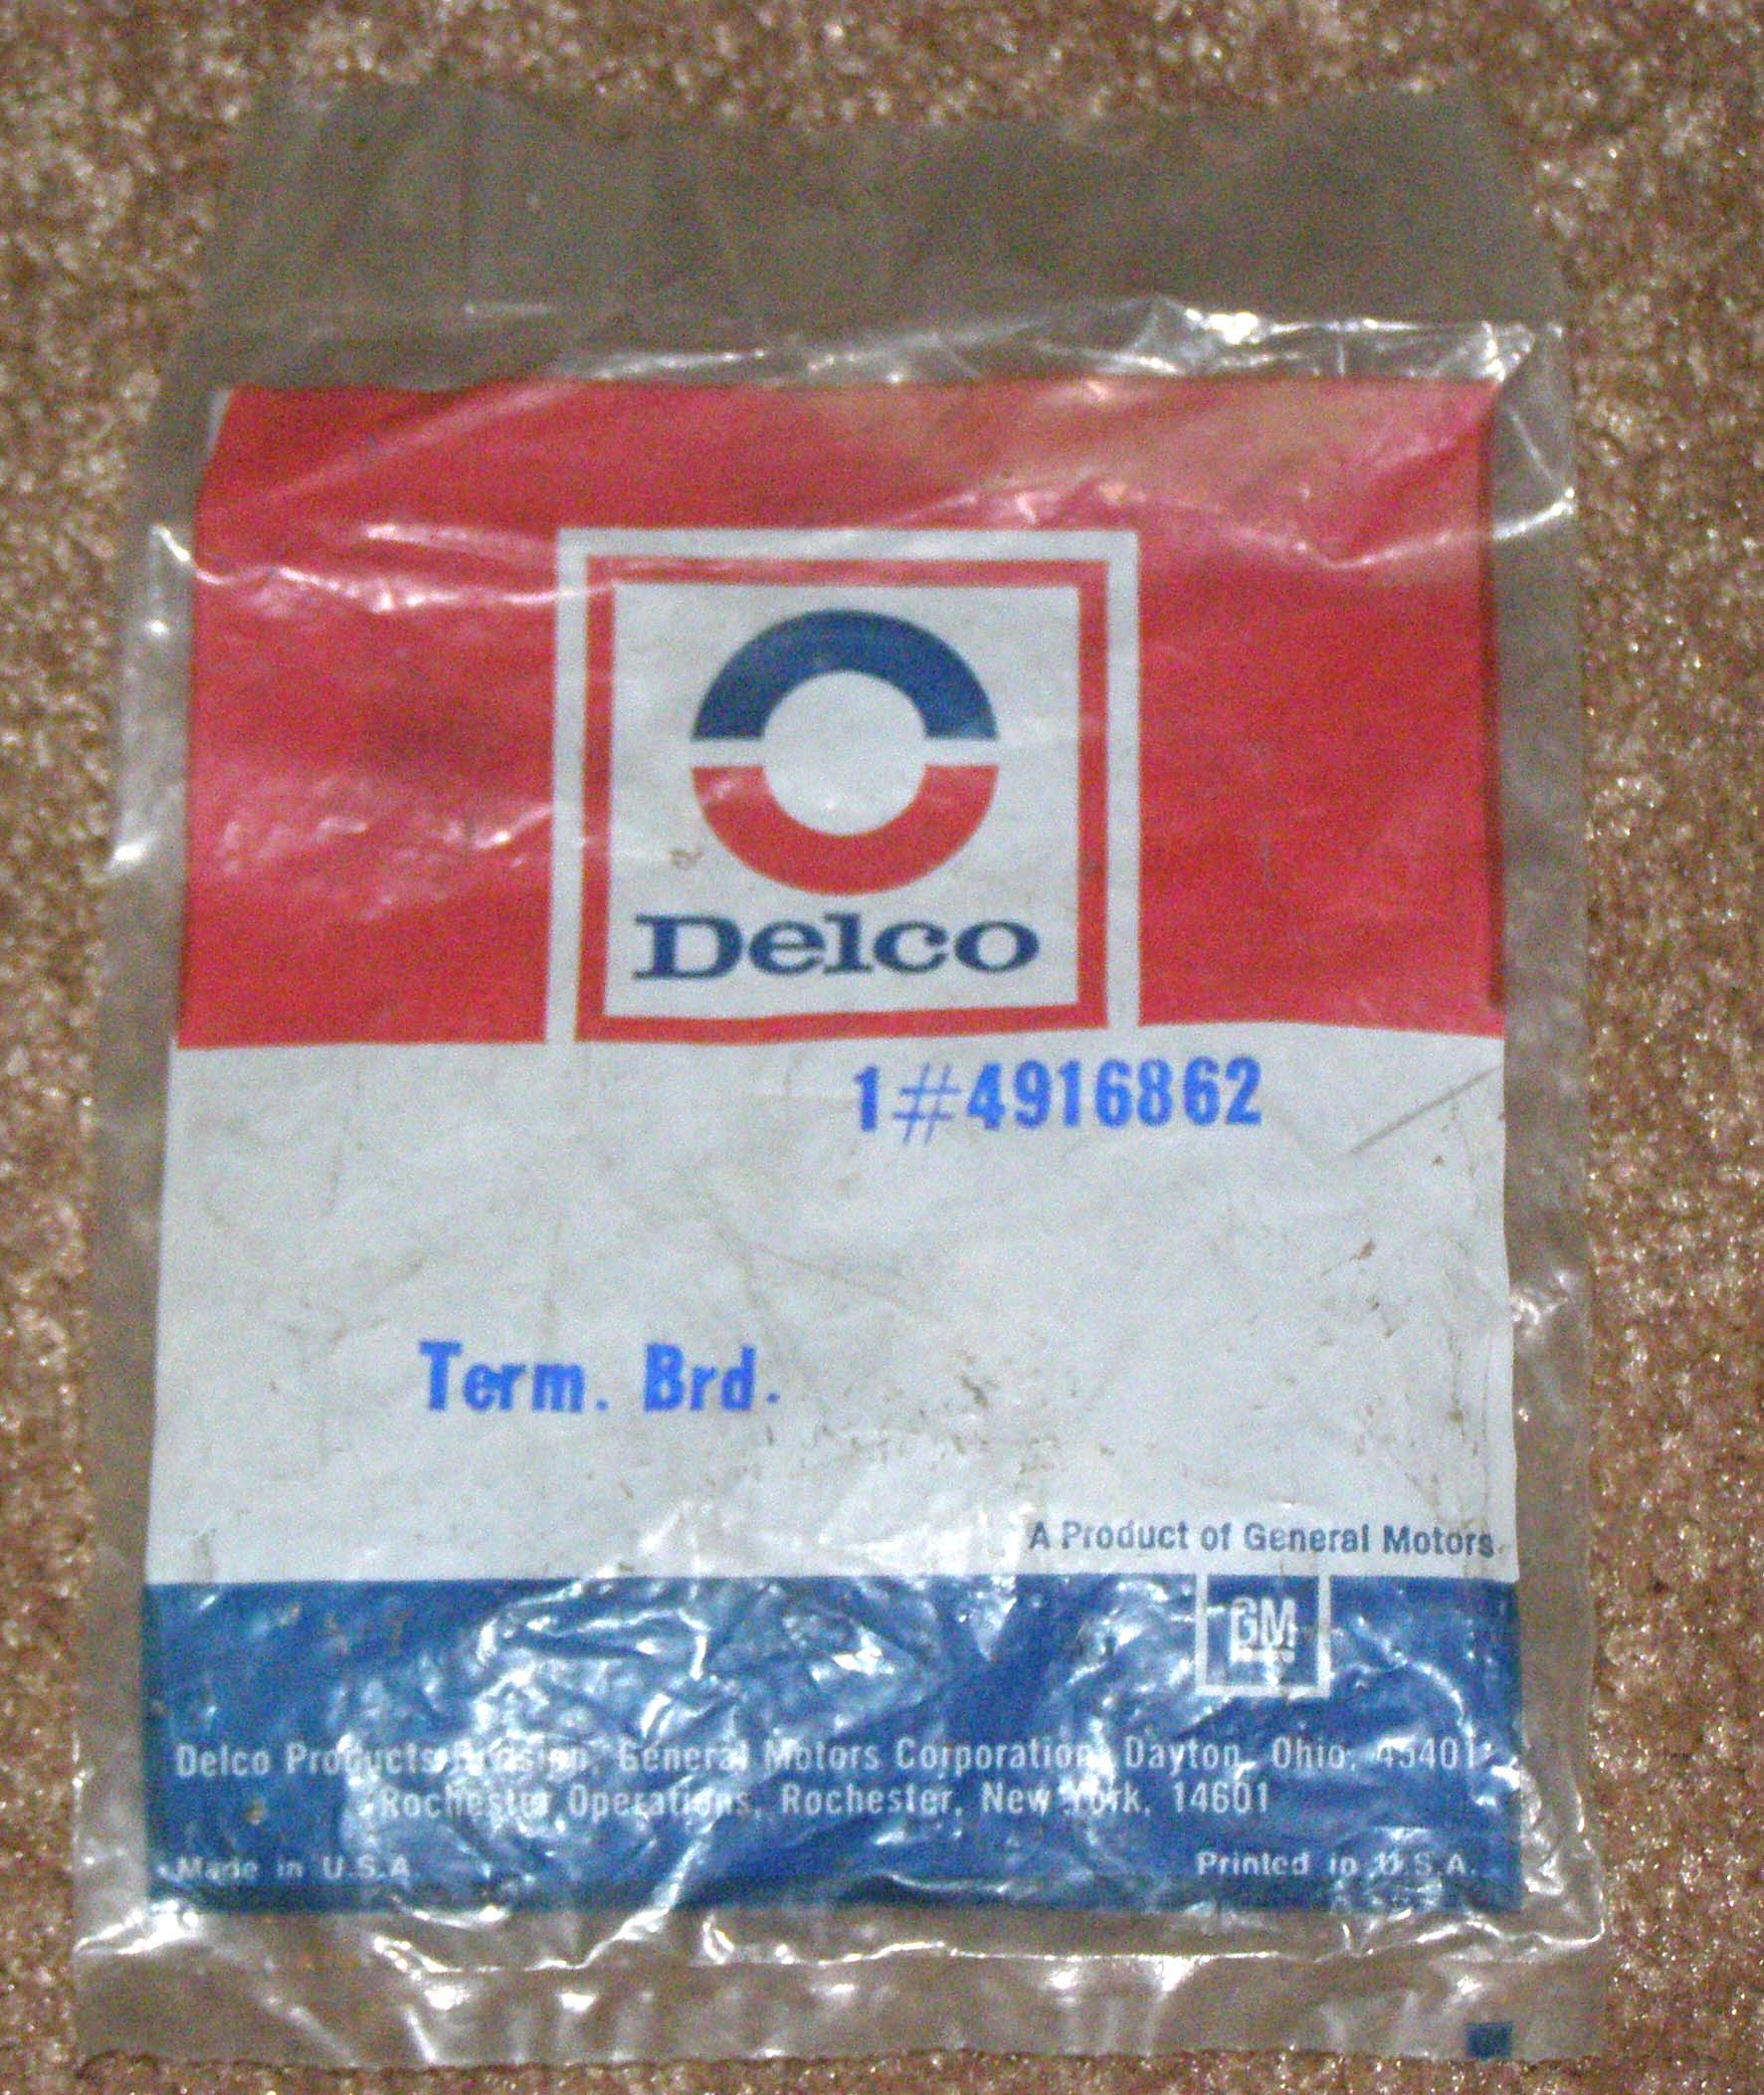 Delco
1#4916862
Term. Brd.
A Product of General Motors
GM
Delco Products Division, General Motors Corporation, Dayton, Ohio, 45401
Rochester Operations, Rochester, New York, 14601
Made in U.S.A.
Printed in U.S.A.